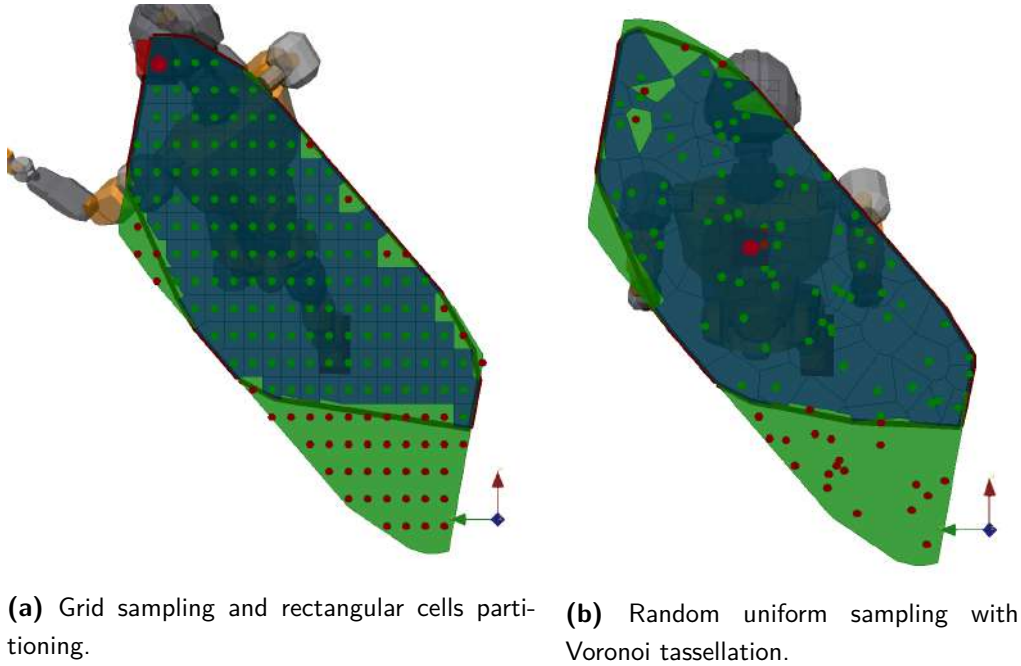 (a) Grid sampling and rectangular cells parti-
tioning.
(b) Random uniform sampling with
Voronoi tassellation.